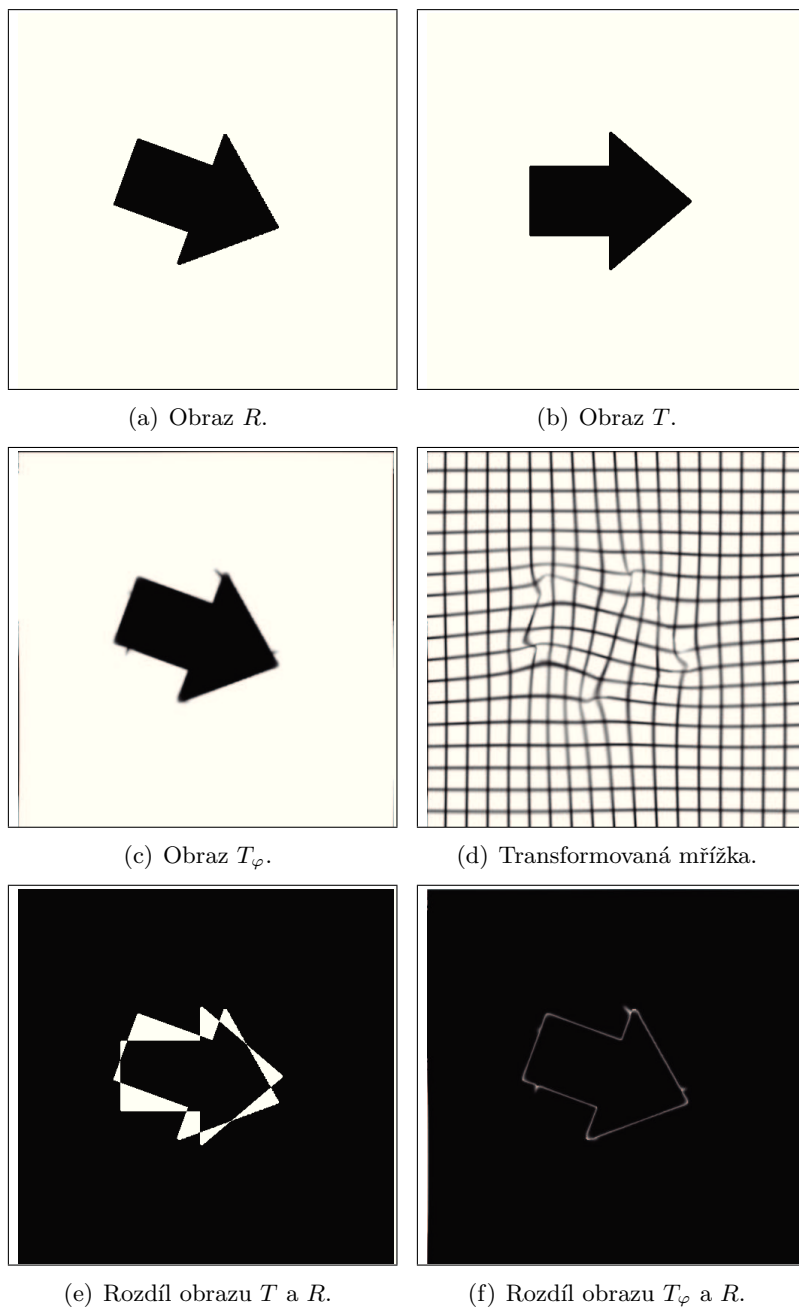 (a) Obraz R.
(b) Obraz T.
(c) Obraz Tφ.
(d) Transformovaná mřížka.
(e) Rozdíl obrazu T a R.
(f) Rozdíl obrazu Tφ a R.